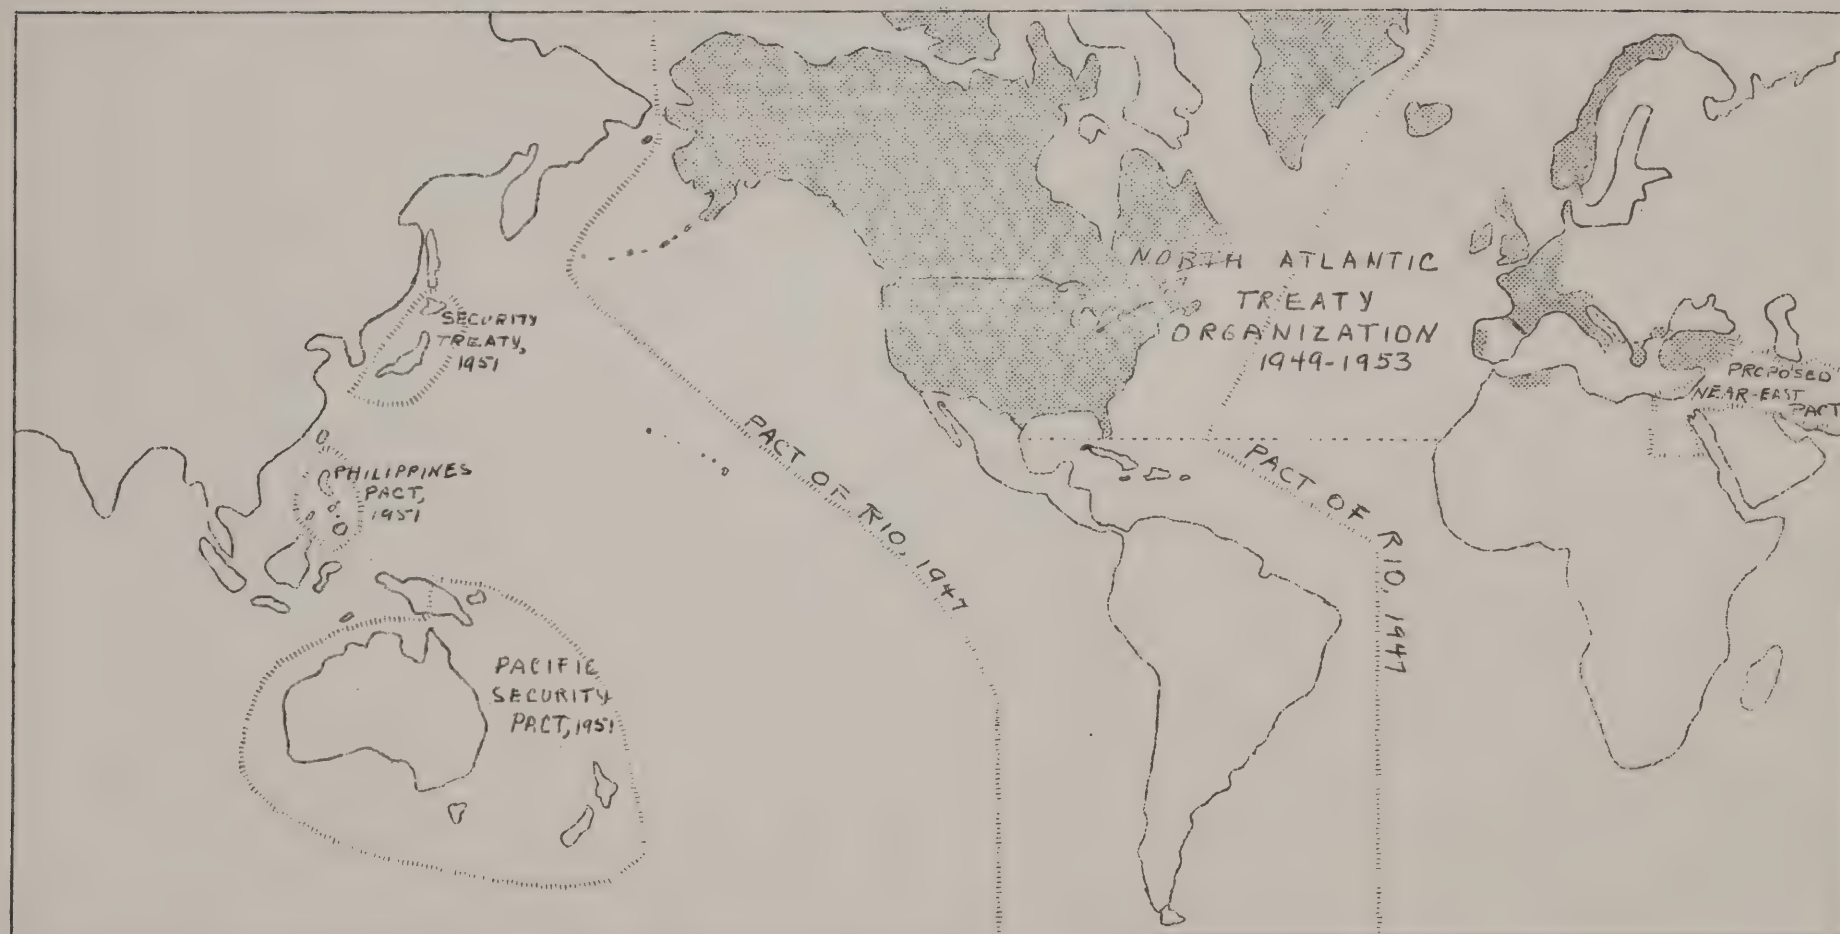 NORTH ATLANTIC
TREATY
ORGANIZATION
1949-1953
SECURITY
TREATY,
1951
PROPOSED
NEAR-EAST
PACT
PACT OF RIO, 1947
PACT OF RIO, 1947
PHILIPPINES
PACT,
1951
PACIFIC
SECURITY
PACT, 1951